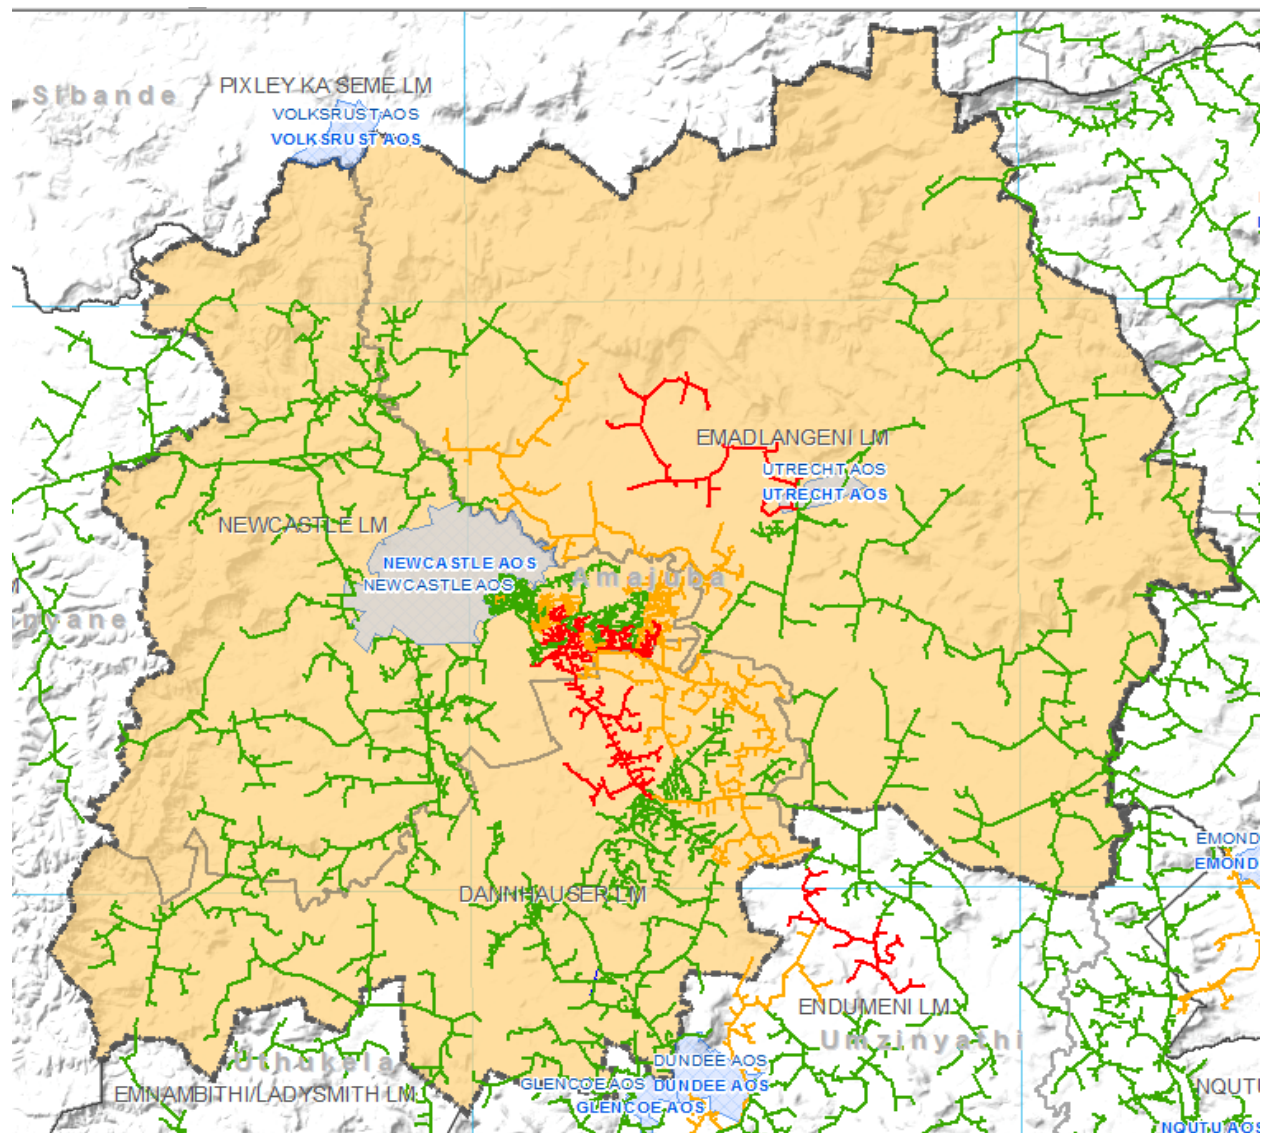 Sibande
PIXLEY KA SEME LM
VOLKSRUST AOS
VOLKSRUST AOS
EMADLANGENI LM
UTRECHT AOS
UTRECHT AOS
NEWCASTLE LM
NEWCASTLE AOS
NEWCASTLE AOS
Amajuba
nyane
EMOND
EMOND
DANNHAUSER LM
ENDUMENI LM
Umzinyathi
Uthukela
DUNDEE AOS
GLENCOE AOS
DUNDEE AOS
EMNAMBITHI/LADYSMITH LM
GLENCOE AOS
NQUTU
NQUTU AOS